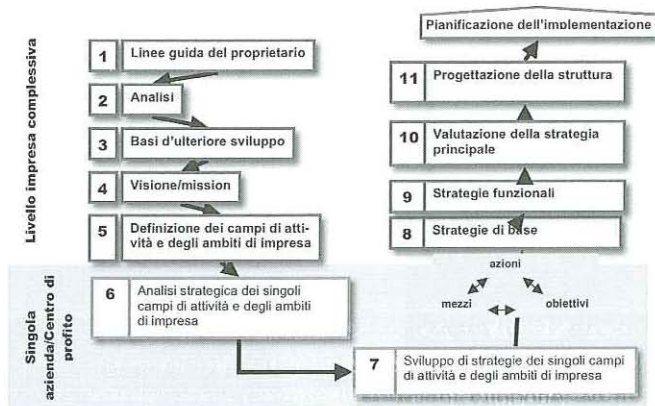 Pianificazione dell'implementazione
1 Linee guida del proprietario
2 Analisi
3 Basi d'ulteriore sviluppo
4 Visione/mission
5 Definizione dei campi di atti-
vità e degli ambiti di impresa
6 Analisi strategica dei singoli
campi di attività e degli ambiti
di impresa
7 Sviluppo di strategie dei singoli campi
di attività e degli ambiti di impresa
azioni
mezzi
obiettivi
8 Strategie di base
9 Strategie funzionali
10 Valutazione della strategia
principale
11 Progettazione della struttura
Livello impresa complessiva
Singola
azienda/Centro di
profito